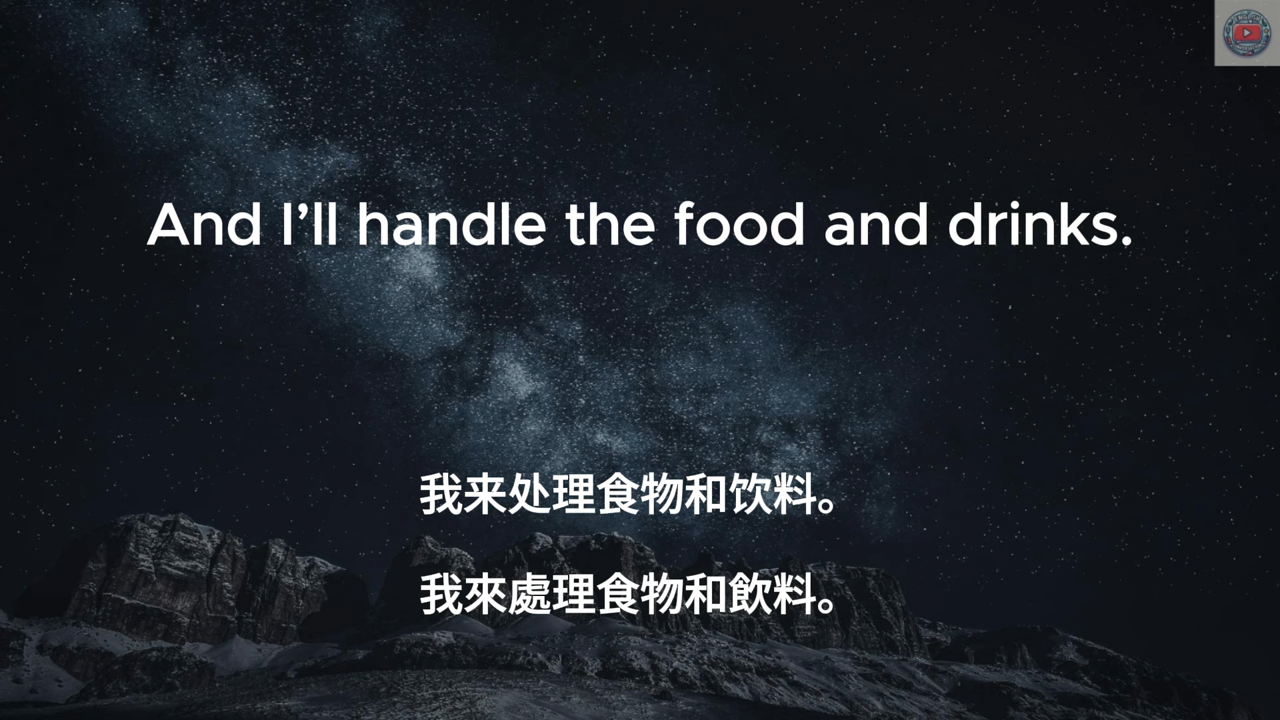 And I’ll handle the food and drinks.
我来处理食物和饮料。
我來處理食物和飲料。